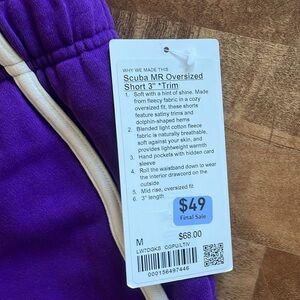 WHY WE MADE THIS
Scuba MR Oversized
Short 3" *Trim
1. Soft with a hint of shine. Made
from fleecy fabric in a cozy
oversized fit, these shorts
feature satiny trims and
dolphin-shaped hems
2. Blended light cotton fleece
fabric is naturally breathable,
soft against your skin, and
provides lightweight warmth
3. Hand pockets with hidden card
sleeve
4. Roll the waistband down to wear
the interior drawcord on the
outside
5. Mid rise, oversized fit
6. 3" length
$49
Final Sale
M
$68.00
LW7DGKS CGPU/LTIV
000156497446